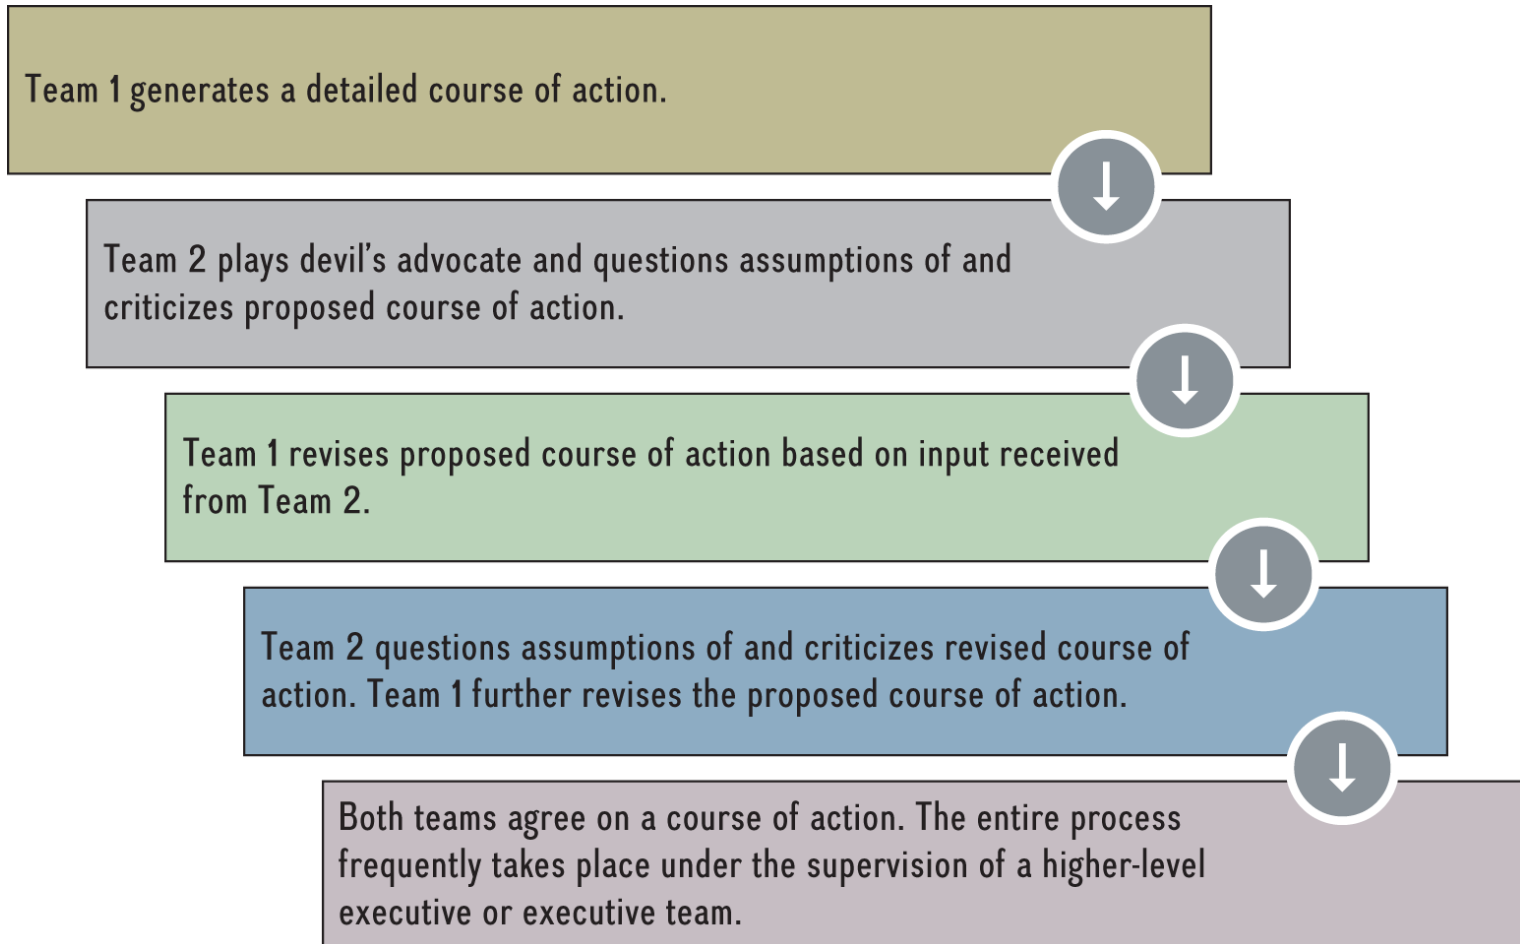 Team 1 generates a detailed course of action.
Team 2 plays devil's advocate and questions assumptions of and
criticizes proposed course of action.
Team 1 revises proposed course of action based on input received
from Team 2.
Team 2 questions assumptions of and criticizes revised course of
action. Team 1 further revises the proposed course of action.
Both teams agree on a course of action. The entire process
frequently takes place under the supervision of a higher-level
executive or executive team.